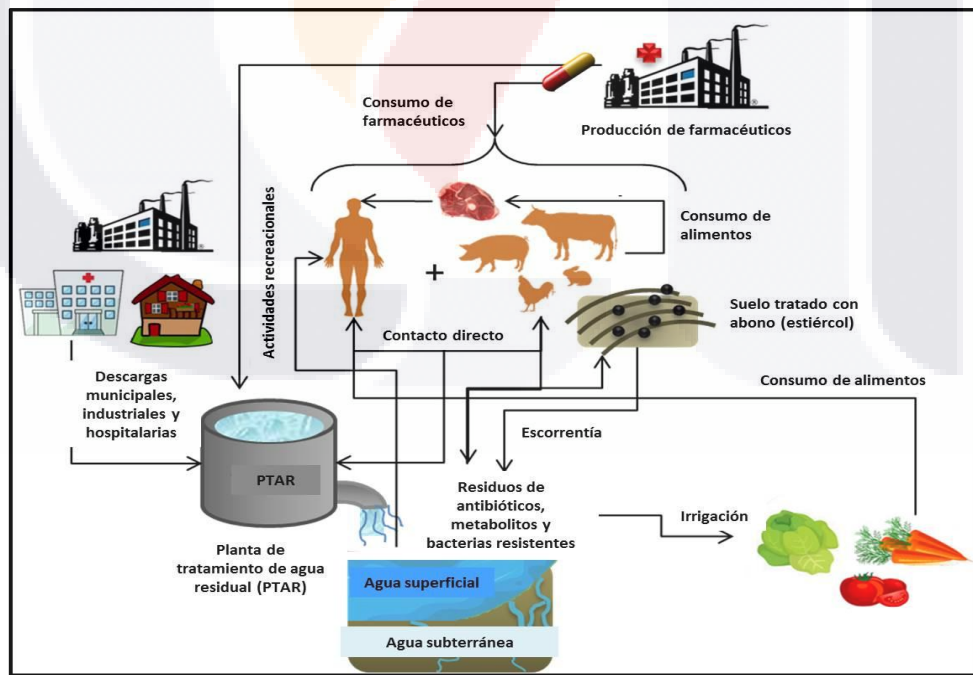 Consumo de
farmacéuticos
Producción de farmacéuticos
Actividades recreacionales
Consumo de
alimentos
+
Suelo tratado con
abono (estiércol)
Contacto directo
Descargas
municipales,
industriales y
hospitalarias
Consumo de alimentos
Escorrentía
PTAR
Residuos de
antibióticos,
metabolitos y
bacterias resistentes
Irrigación
Planta de
tratamiento de agua
residual (PTAR)
Agua superficial
Agua subterránea